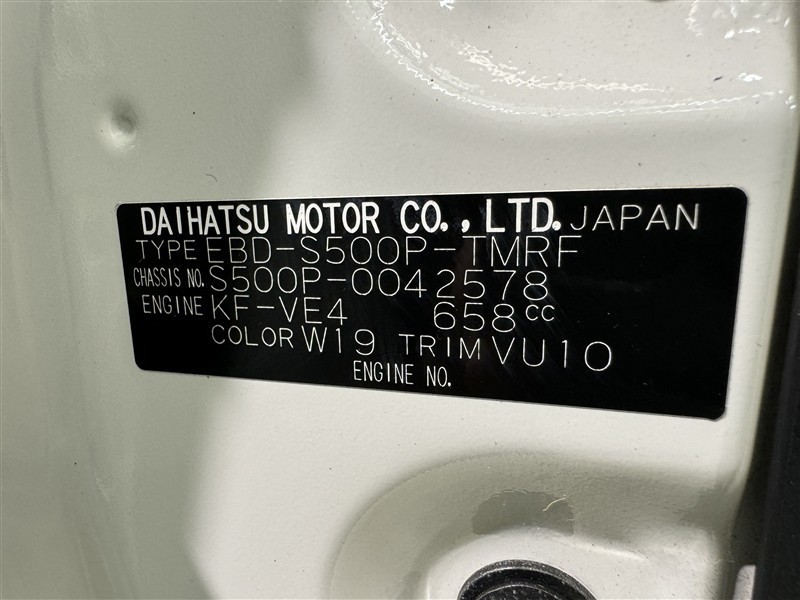 DAIHATSU MOTOR CO., LTD. JAPAN
TYPE EBD-S500P-TMRF
CHASSIS NO. S500P-0042578
ENGINE KF-VE4 658cc
COLOR W19 TRIM VU10
ENGINE NO.